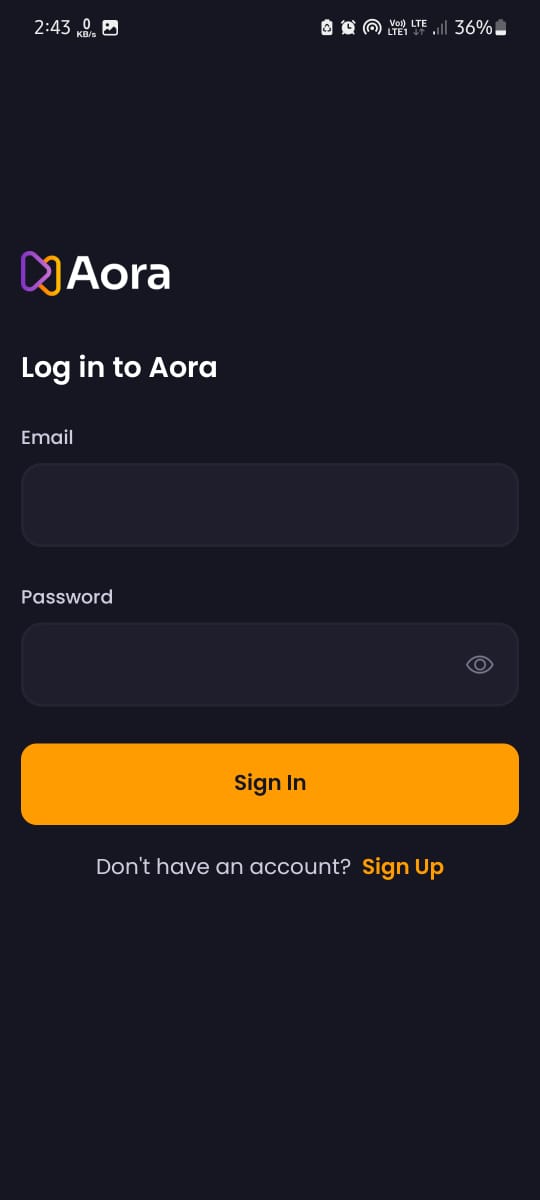 2:43 0 KB/s Vo)) LTE1 LTE 36%
Aora
Log in to Aora
Email
Password
Sign In
Don't have an account? Sign Up